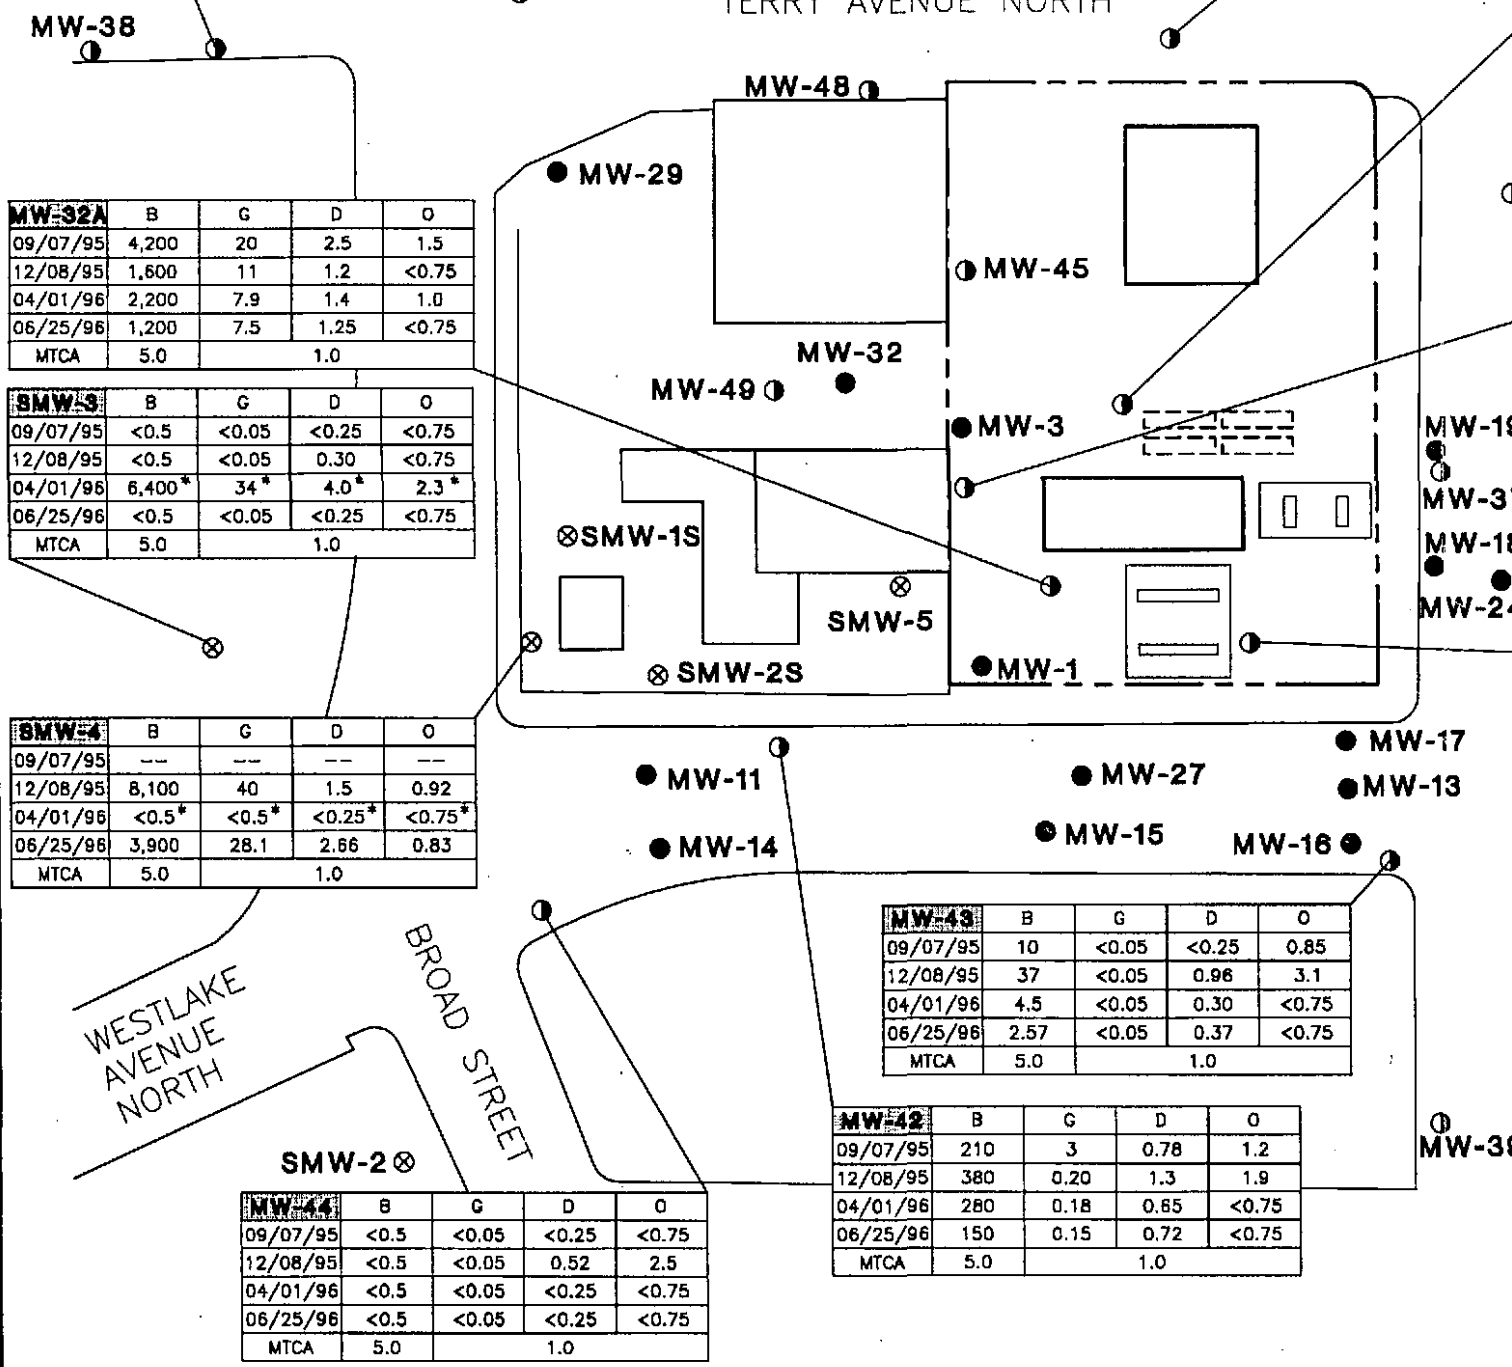 TERRY AVENUE NORTH
MW-38
MW-48
MW-29
MW-32A B G D O
09/07/95 4,200 20 2.5 1.5
12/08/95 1,600 11 1.2 <0.75
04/01/96 2,200 7.9 1.4 1.0
06/25/96 1,200 7.5 1.25 <0.75
MTCA 5.0 1.0
MW-45
MW-32
MW-49
MW-3
SMW-3 B G D O
09/07/95 <0.5 <0.05 <0.25 <0.75
12/08/95 <0.5 <0.05 0.30 <0.75
04/01/96 6,400* 34* 4.0* 2.3*
06/25/96 <0.5 <0.05 <0.25 <0.75
MTCA 5.0 1.0
MW-19
MW-37
MW-18
MW-24
SMW-1S
SMW-5
SMW-2S
MW-1
SMW-4 B G D O
09/07/95 -- -- -- --
12/08/95 8,100 40 1.5 0.92
04/01/96 <0.5* <0.5* <0.25* <0.75*
06/25/96 3,900 28.1 2.66 0.83
MTCA 5.0 1.0
MW-17
MW-11
MW-27
MW-13
MW-14
MW-15
MW-16
MW-43 B G D O
09/07/95 10 <0.05 <0.25 0.85
12/08/95 37 <0.05 0.96 3.1
04/01/96 4.5 <0.05 0.30 <0.75
06/25/96 2.57 <0.05 0.37 <0.75
MTCA 5.0 1.0
WESTLAKE
AVENUE
NORTH
BROAD STREET
MW-42 B G D O
09/07/95 210 3 0.78 1.2
12/08/95 380 0.20 1.3 1.9
04/01/96 280 0.18 0.65 <0.75
06/25/96 150 0.15 0.72 <0.75
MTCA 5.0 1.0
MW-39
SMW-2
MW-44 B G D O
09/07/95 <0.5 <0.05 <0.25 <0.75
12/08/95 <0.5 <0.05 0.52 2.5
04/01/96 <0.5 <0.05 <0.25 <0.75
06/25/96 <0.5 <0.05 <0.25 <0.75
MTCA 5.0 1.0